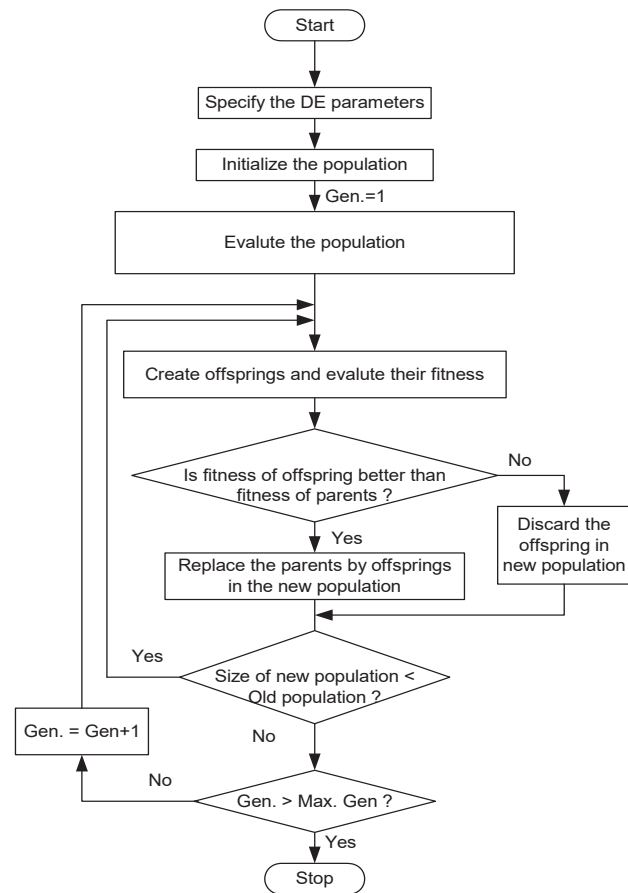 Start
Specify the DE parameters
Initialize the population
Gen.=1
Evalute the population
Create offsprings and evalute their fitness
Is fitness of offspring better than
fitness of parents ?
No
Yes
Discard the
offspring in
new population
Replace the parents by offsprings
in the new population
Yes
Size of new population <
Old population ?
Gen. = Gen+1
No
No
Gen. > Max. Gen ?
Yes
Stop